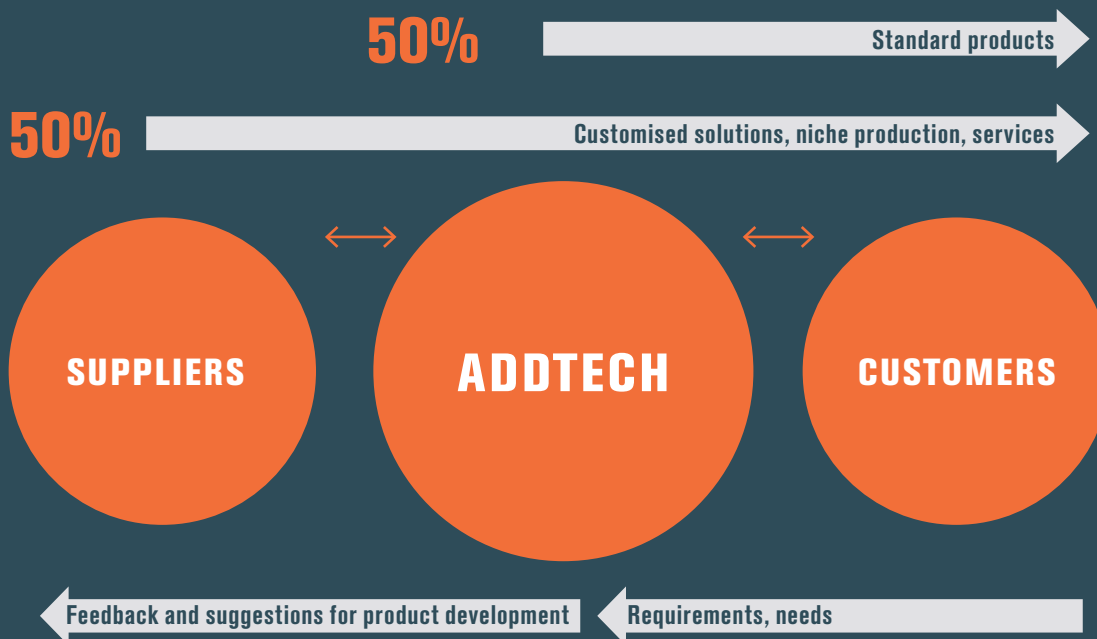 50%
Standard products
50%
Customised solutions, niche production, services
SUPPLIERS
ADDTECH
CUSTOMERS
Feedback and suggestions for product development
Requirements, needs